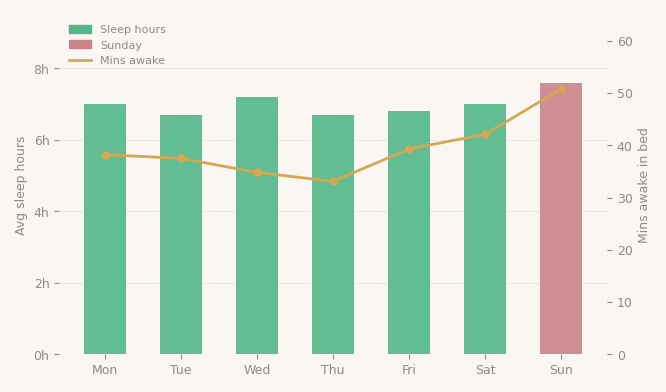 Sleep hours
Sunday
Mins awake
Avg sleep hours
8h
6h
4h
2h
0h
60
50
40
30
20
10
0
Mins awake in bed
Mon Tue Wed Thu Fri Sat Sun